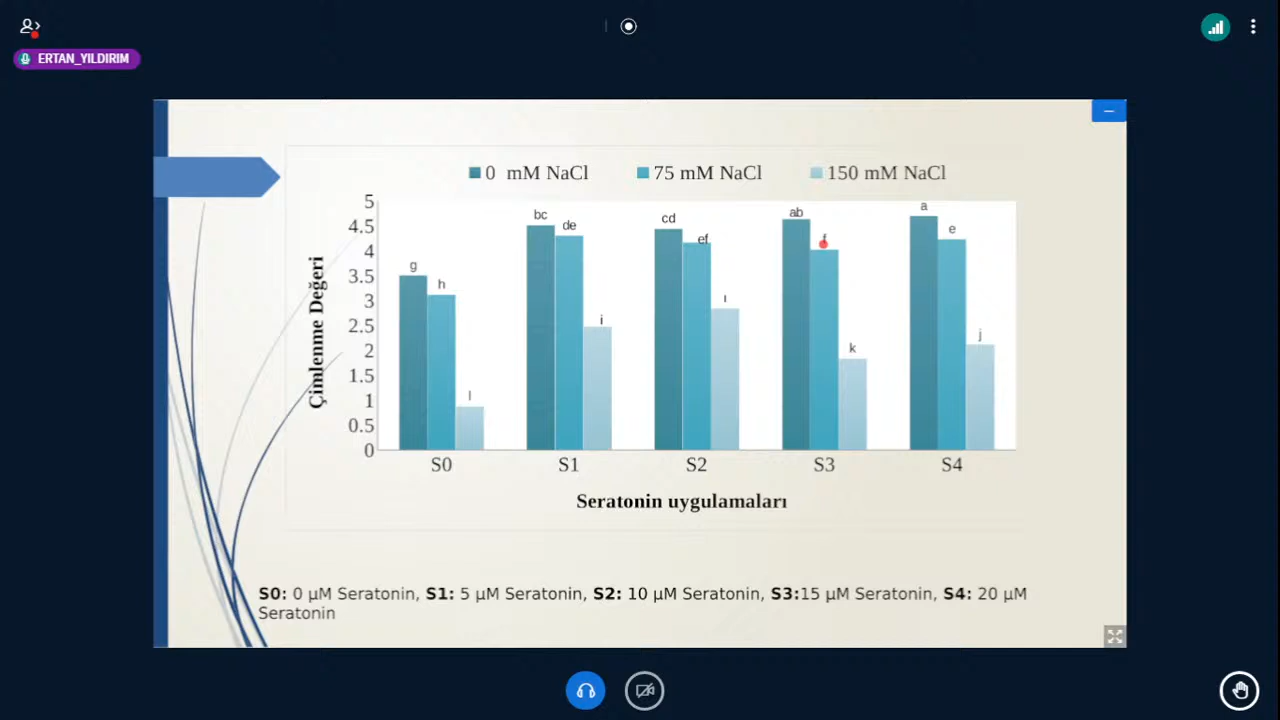 ERTAN_YILDIRIM
0 mM NaCl 75 mM NaCl 150 mM NaCl
5
4.5
4
3.5
3
2.5
2
1.5
1
0.5
0
Çimlenme Değeri
g h l
bc de i
cd ef ı
ab f k
a e j
S0 S1 S2 S3 S4
Seratonin uygulamaları
S0: 0 µM Seratonin, S1: 5 µM Seratonin, S2: 10 µM Seratonin, S3:15 µM Seratonin, S4: 20 µM
Seratonin